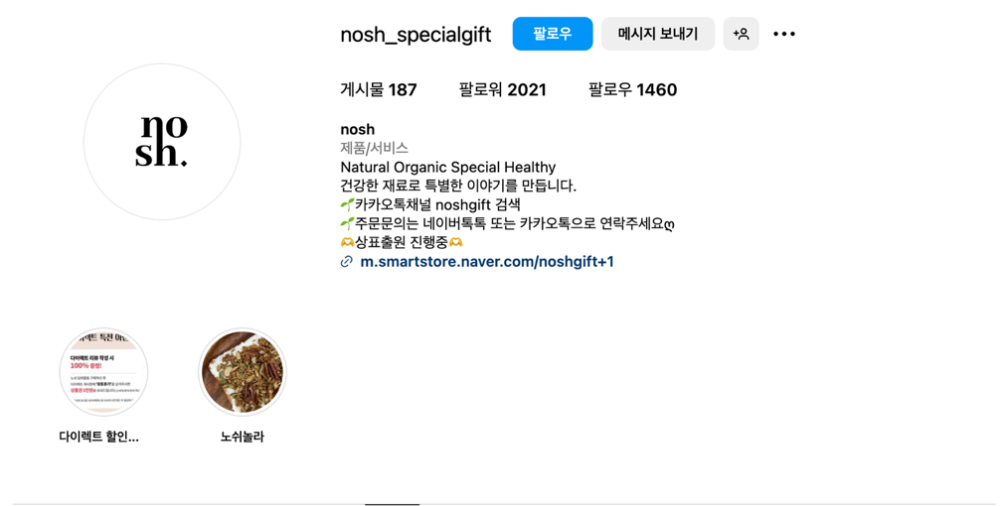 nosh_specialgift 팔로우 메시지 보내기
게시물 187 팔로워 2021 팔로우 1460
no
sh.
nosh
제품/서비스
Natural Organic Special Healthy
건강한 재료로 특별한 이야기를 만듭니다.
🌱카카오톡채널 noshgift 검색
🌱주문문의는 네이버톡톡 또는 카카오톡으로 연락주세요ღ
🫶상표출원 진행중🫶
m.smartstore.naver.com/noshgift+1
다이렉트 리뷰 작성 시
100% 증정!
다이렉트 할인...
노쉬놀라